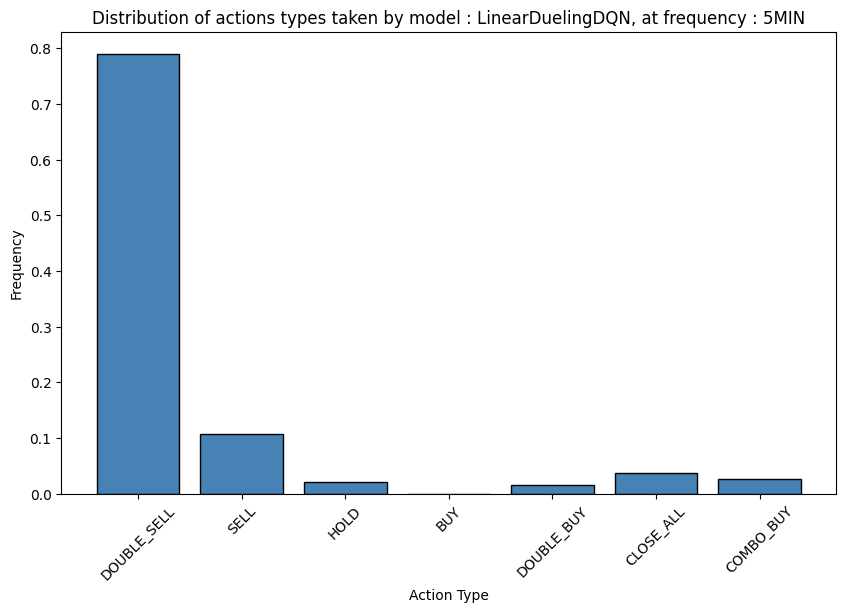 Distribution of actions types taken by model : LinearDuelingDQN, at frequency : 5MIN
0.8
0.7
0.6
0.5
0.4
0.3
0.2
0.1
0.0
Frequency
DOUBLE_SELL
SELL
HOLD
BUY
DOUBLE_BUY
CLOSE_ALL
COMBO_BUY
Action Type